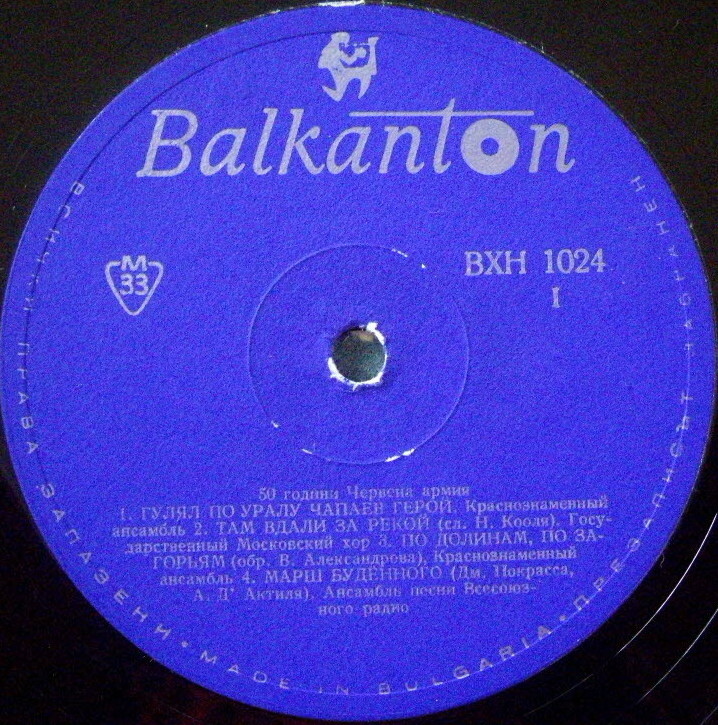 Balkanton
M
33
ВХН 1024
I
50 години Червена армия
1. ГУЛЯЛ ПО УРАЛУ ЧАПАЕВ ГЕРОЙ. Краснознаменный
ансамбль 2. ТАМ ВДАЛИ ЗА РЕКОЙ (сл. Н. Кооля). Госу-
дарственный Московский хор 3. ПО ДОЛИНАМ, ПО ЗА-
ГОРЬЯМ (обр. В. Александрова), Краснознаменный
ансамбль 4. МАРШ БУДЕННОГО (Дм. Покрасса,
А. Д' Актиля). Ансамбль песни Всесоюз-
ного радио
ВСИЧКИ ПРАВА ЗАПАЗЕНИ • MADE IN BULGARIA • ПРЕЗАПИСЪТ ЗАБРАНЕН